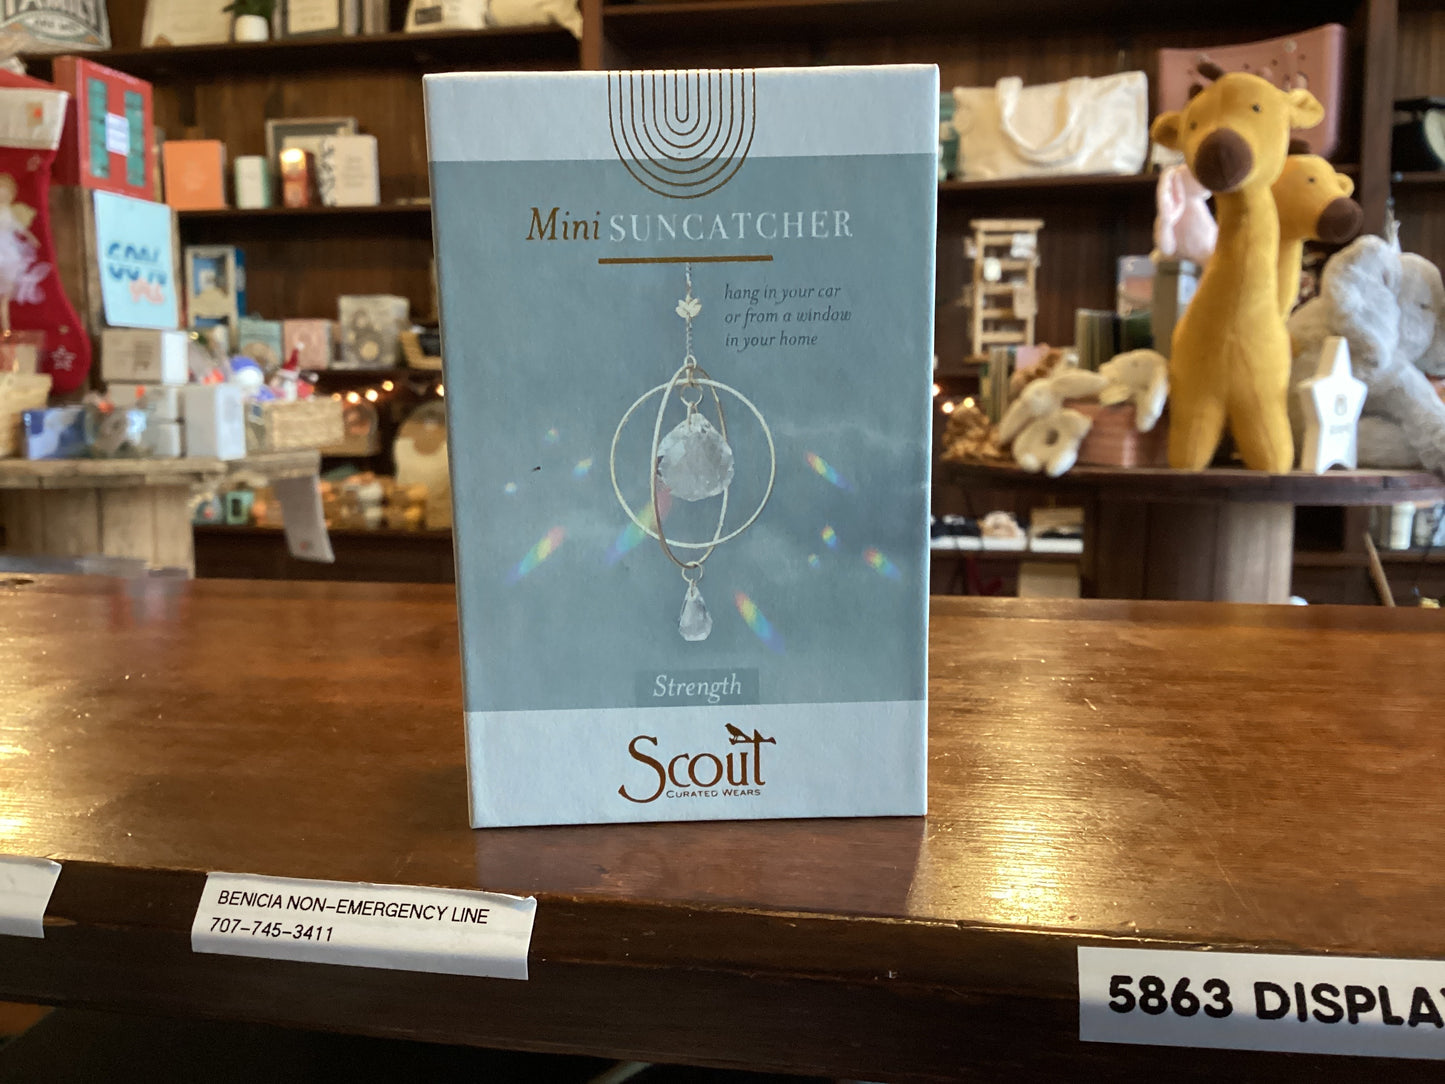 Mini SUNCATCHER
hang in your car
or from a window
in your home
Strength
Scout
CURATED WEARS
BENICIA NON-EMERGENCY LINE
707-745-3411
5863 DISPLA